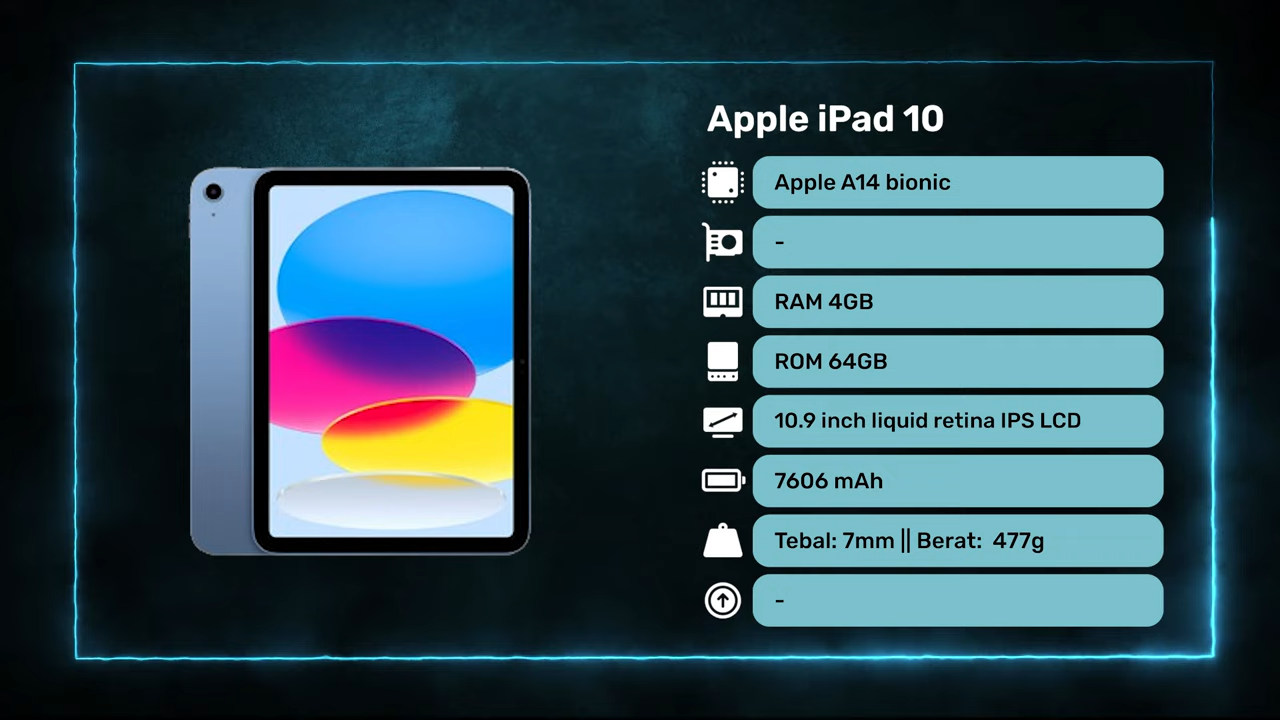 Apple iPad 10
Apple A14 bionic
-
RAM 4GB
ROM 64GB
10.9 inch liquid retina IPS LCD
7606 mAh
Tebal: 7mm || Berat:  477g
-